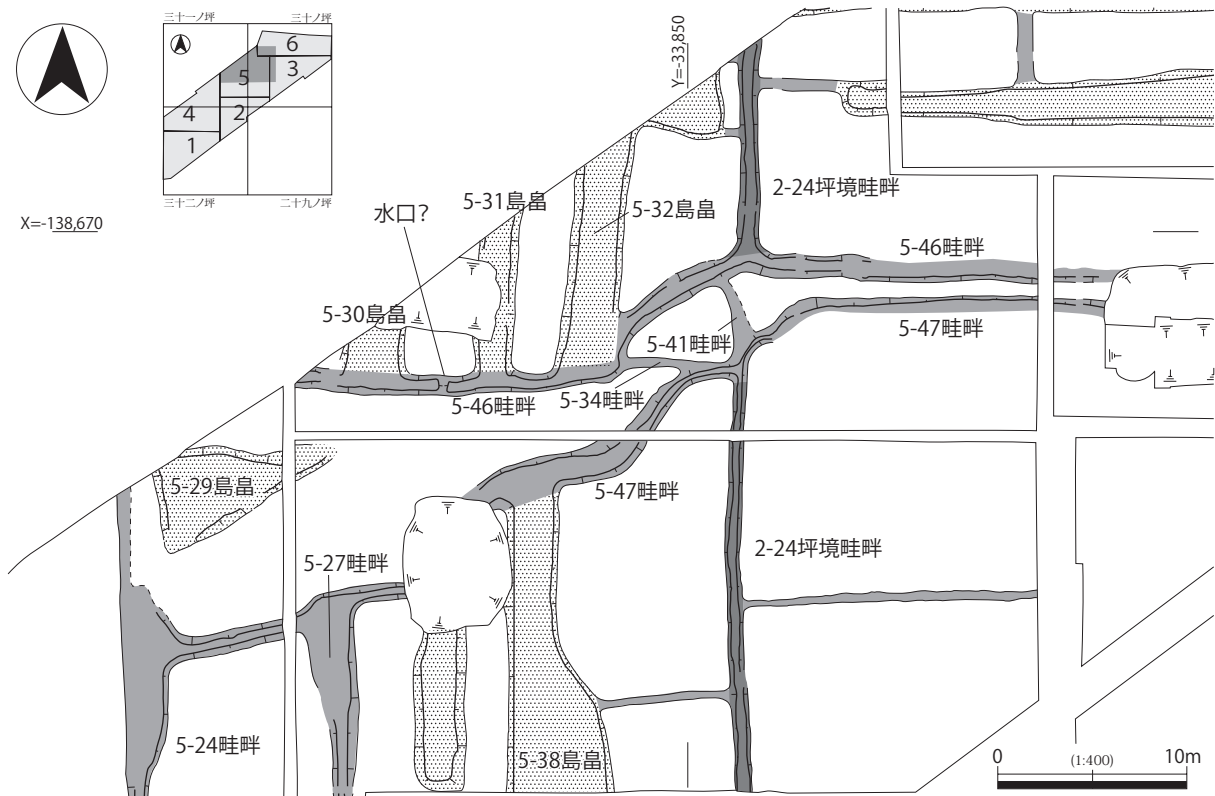 三十一ノ坪
三十ノ坪
6
5
3
4
2
1
三十二ノ坪
二十九ノ坪
X=-138,670
Y=-33,850
2-24坪境畦畔
水口?
5-31島畠
5-32島畠
5-46畦畔
5-30島畠
5-41畦畔
5-47畦畔
5-46畦畔
5-34畦畔
5-29島畠
5-47畦畔
5-27畦畔
2-24坪境畦畔
5-24畦畔
5-38島畠
0
(1:400)
10m